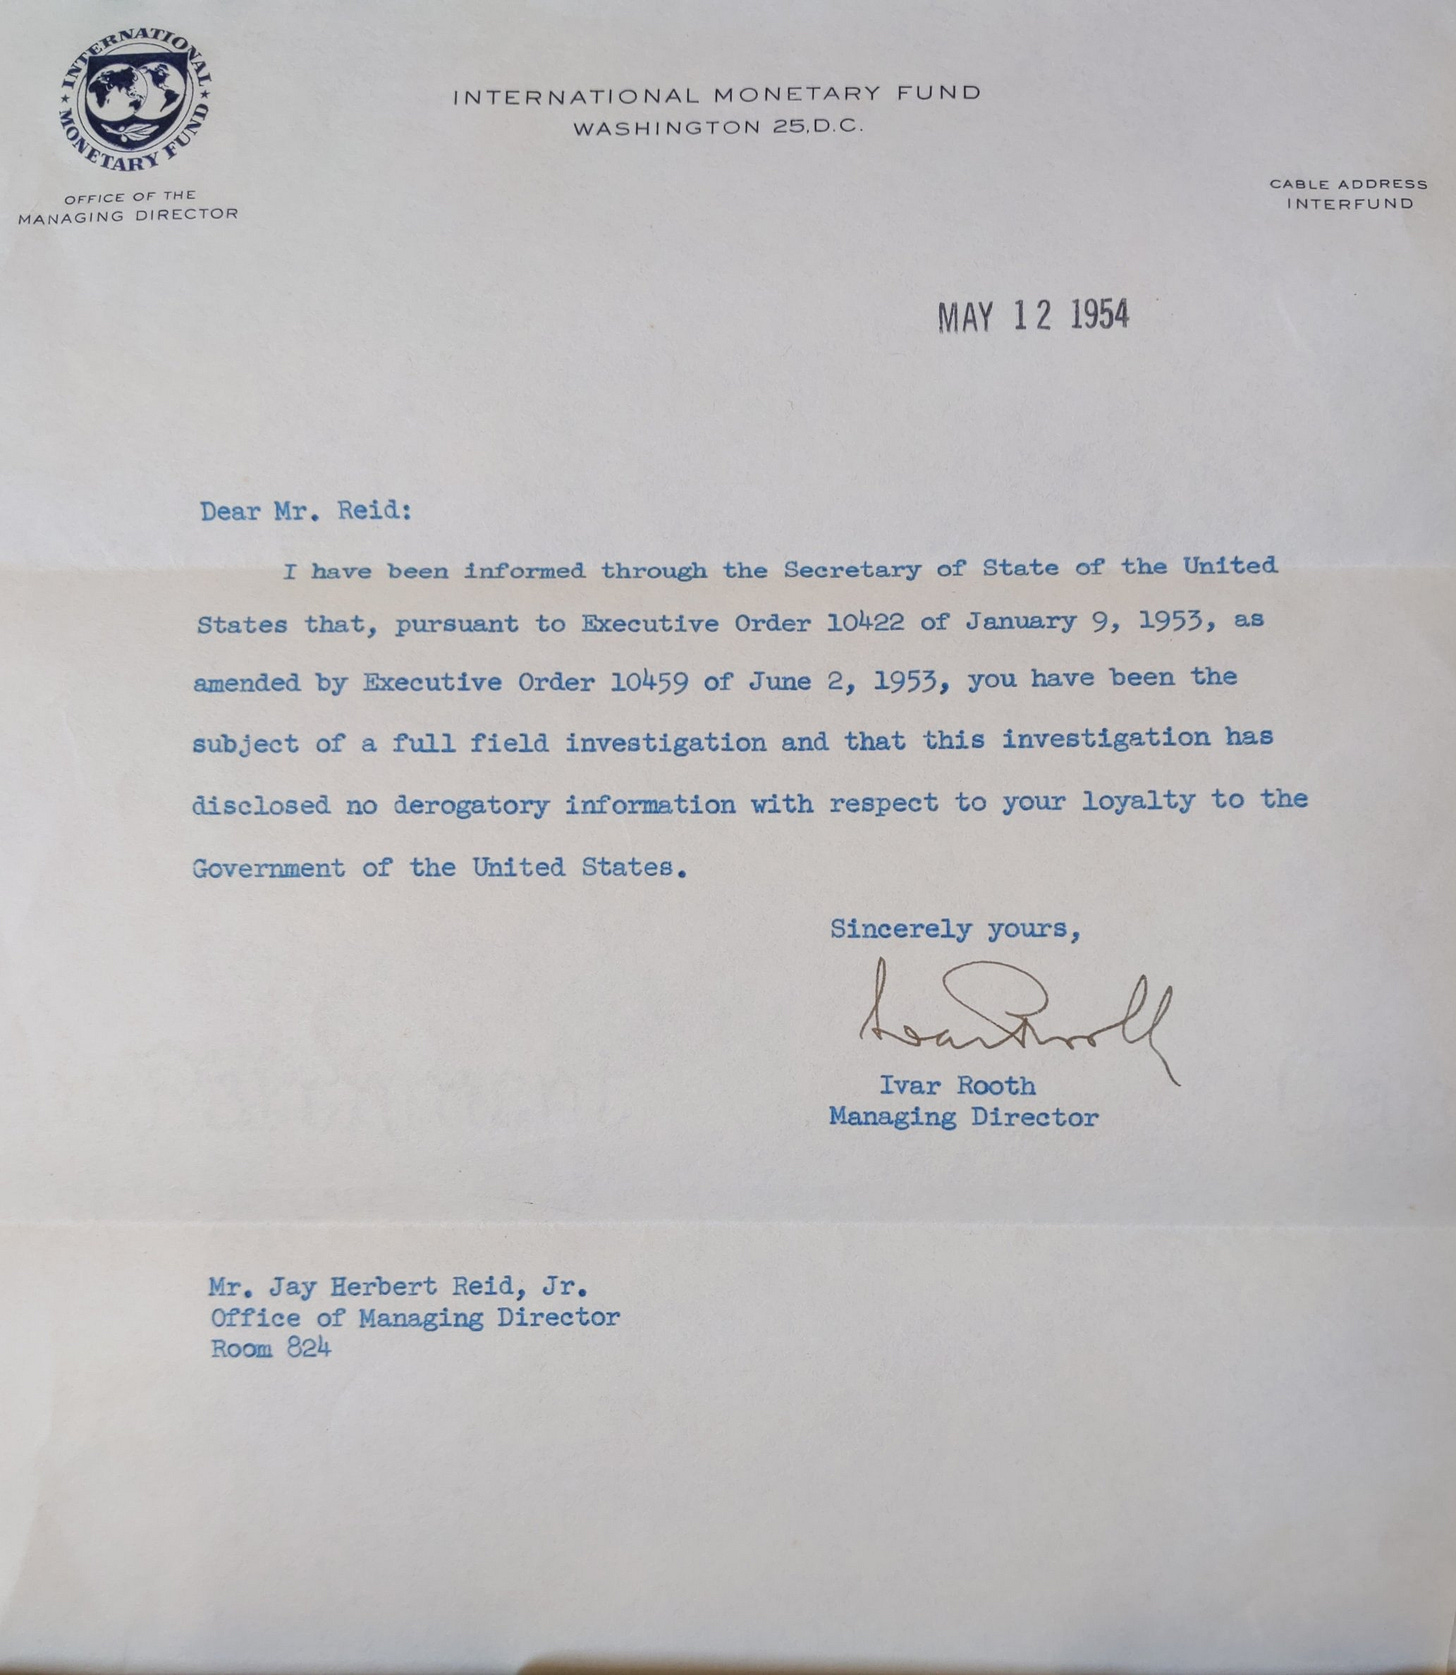 INTERNATIONAL MONETARY FUND
INTERNATIONAL MONETARY FUND
WASHINGTON 25, D.C.
OFFICE OF THE
MANAGING DIRECTOR
CABLE ADDRESS
INTERFUND
MAY 12 1954
Dear Mr. Reid:
I have been informed through the Secretary of State of the United
States that, pursuant to Executive Order 10422 of January 9, 1953, as
amended by Executive Order 10459 of June 2, 1953, you have been the
subject of a full field investigation and that this investigation has
disclosed no derogatory information with respect to your loyalty to the
Government of the United States.
Sincerely yours,
Ivar Rooth
Ivar Rooth
Managing Director
Mr. Jay Herbert Reid, Jr.
Office of Managing Director
Room 824